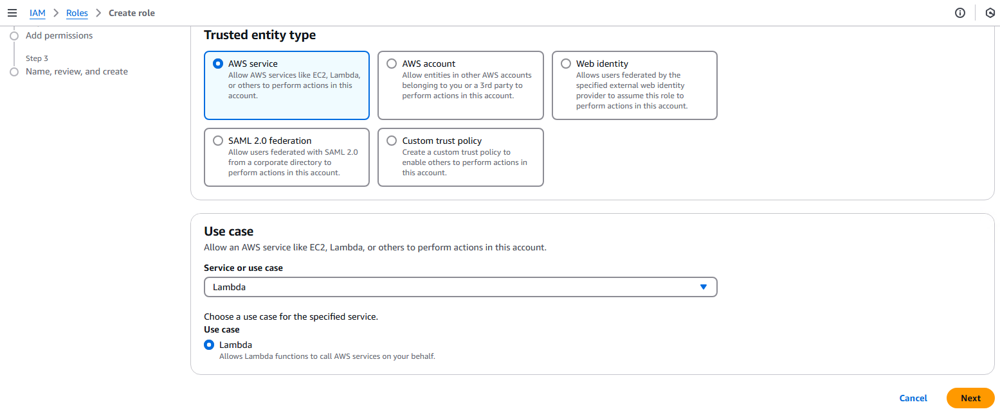 IAM > Roles > Create role
Add permissions
Step 3
Name, review, and create
Trusted entity type
AWS service
Allow AWS services like EC2, Lambda,
or others to perform actions in this
account.
AWS account
Allow entities in other AWS accounts
belonging to you or a 3rd party to
perform actions in this account.
Web identity
Allows users federated by the
specified external web identity
provider to assume this role to
perform actions in this account.
SAML 2.0 federation
Allow users federated with SAML 2.0
from a corporate directory to
perform actions in this account.
Custom trust policy
Create a custom trust policy to
enable others to perform actions in
this account.
Use case
Allow an AWS service like EC2, Lambda, or others to perform actions in this account.
Service or use case
Lambda
Choose a use case for the specified service.
Use case
Lambda
Allows Lambda functions to call AWS services on your behalf.
Cancel
Next